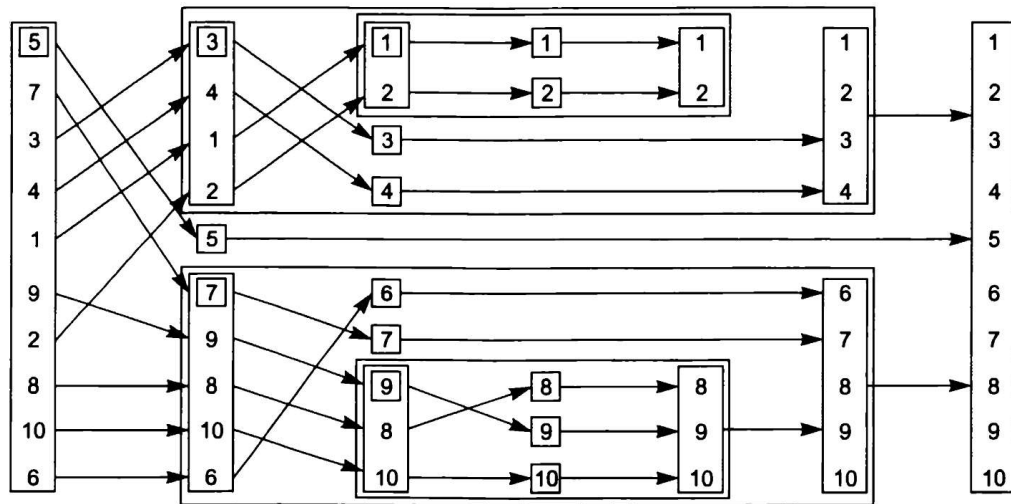 5 3 1 1 1 1 1
7 4 2 2 2 2 2
3 1 3 3 3
4 2 4 4 4
1 5 5
9 7 6 6 6
2 9 7 7 7
8 8 9 8 8 8 8
10 10 8 9 9 9 9
6 6 10 10 10 10 10